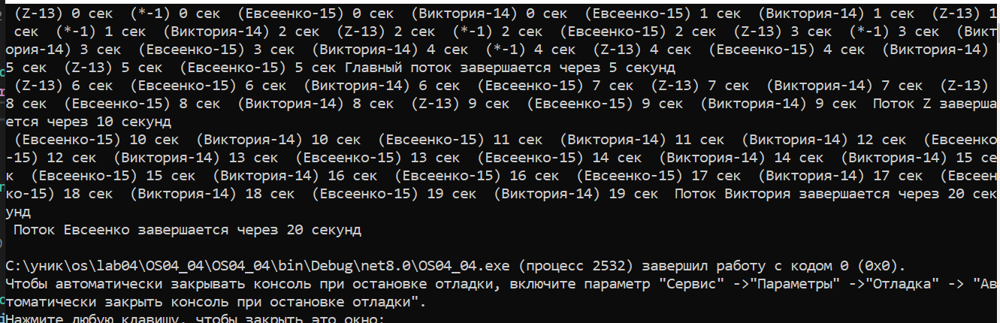 (Z-13) 0 сек  (*-1) 0 сек  (Евсеенко-15) 0 сек  (Виктория-14) 0 сек  (Евсеенко-15) 1 сек  (Виктория-14) 1 сек  (Z-13) 1
сек  (*-1) 1 сек  (Виктория-14) 2 сек  (Z-13) 2 сек  (*-1) 2 сек  (Евсеенко-15) 2 сек  (Z-13) 3 сек  (*-1) 3 сек  (Викт
ория-14) 3 сек  (Евсеенко-15) 3 сек  (Виктория-14) 4 сек  (*-1) 4 сек  (Z-13) 4 сек  (Евсеенко-15) 4 сек  (Виктория-14)
5 сек  (Z-13) 5 сек  (Евсеенко-15) 5 сек Главный поток завершается через 5 секунд
(Z-13) 6 сек  (Евсеенко-15) 6 сек  (Виктория-14) 6 сек  (Евсеенко-15) 7 сек  (Z-13) 7 сек  (Виктория-14) 7 сек  (Z-13)
8 сек  (Евсеенко-15) 8 сек  (Виктория-14) 8 сек  (Z-13) 9 сек  (Евсеенко-15) 9 сек  (Виктория-14) 9 сек  Поток Z заверша
ется через 10 секунд
(Евсеенко-15) 10 сек  (Виктория-14) 10 сек  (Евсеенко-15) 11 сек  (Виктория-14) 11 сек  (Виктория-14) 12 сек  (Евсеенко
-15) 12 сек  (Виктория-14) 13 сек  (Евсеенко-15) 13 сек  (Евсеенко-15) 14 сек  (Виктория-14) 14 сек  (Виктория-14) 15 се
к  (Евсеенко-15) 15 сек  (Виктория-14) 16 сек  (Евсеенко-15) 16 сек  (Евсеенко-15) 17 сек  (Виктория-14) 17 сек  (Евсеен
ко-15) 18 сек  (Виктория-14) 18 сек  (Евсеенко-15) 19 сек  (Виктория-14) 19 сек  Поток Виктория завершается через 20 сек
унд
Поток Евсеенко завершается через 20 секунд
C:\уник\os\lab04\OS04_04\OS04_04\bin\Debug\net8.0\OS04_04.exe (процесс 2532) завершил работу с кодом 0 (0x0).
Чтобы автоматически закрывать консоль при остановке отладки, включите параметр "Сервис" ->"Параметры" ->"Отладка" -> "Ав
томатически закрыть консоль при остановке отладки".
Нажмите любую клавишу, чтобы закрыть это окно: